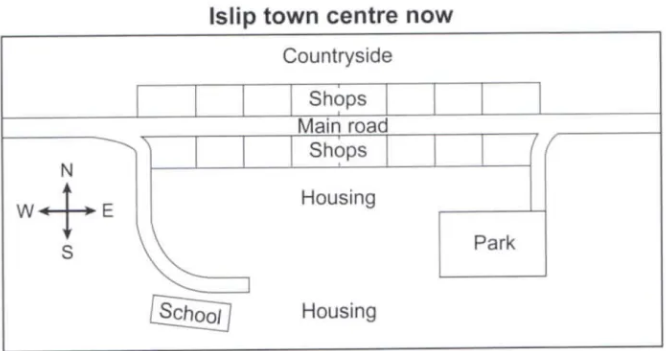 Islip town centre now
Countryside
Shops
Main road
Shops
N
W E
S
Housing
Park
School
Housing